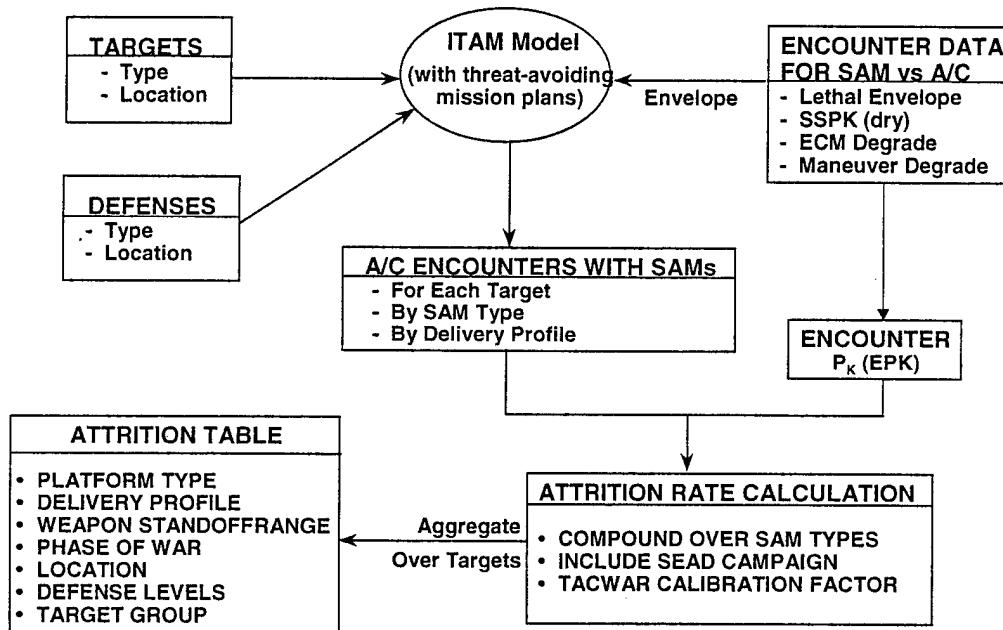 TARGETS
- Type
- Location
ITAM Model
(with threat-avoiding
mission plans)
ENCOUNTER DATA
FOR SAM vs A/C
- Lethal Envelope
- SSPK (dry)
- ECM Degrade
- Maneuver Degrade
Envelope
DEFENSES
- Type
- Location
A/C ENCOUNTERS WITH SAMs
- For Each Target
- By SAM Type
- By Delivery Profile
ENCOUNTER
PK (EPK)
ATTRITION TABLE
• PLATFORM TYPE
• DELIVERY PROFILE
• WEAPON STANDOFFRANGE
• PHASE OF WAR
• LOCATION
• DEFENSE LEVELS
• TARGET GROUP
Aggregate
Over Targets
ATTRITION RATE CALCULATION
• COMPOUND OVER SAM TYPES
• INCLUDE SEAD CAMPAIGN
• TACWAR CALIBRATION FACTOR